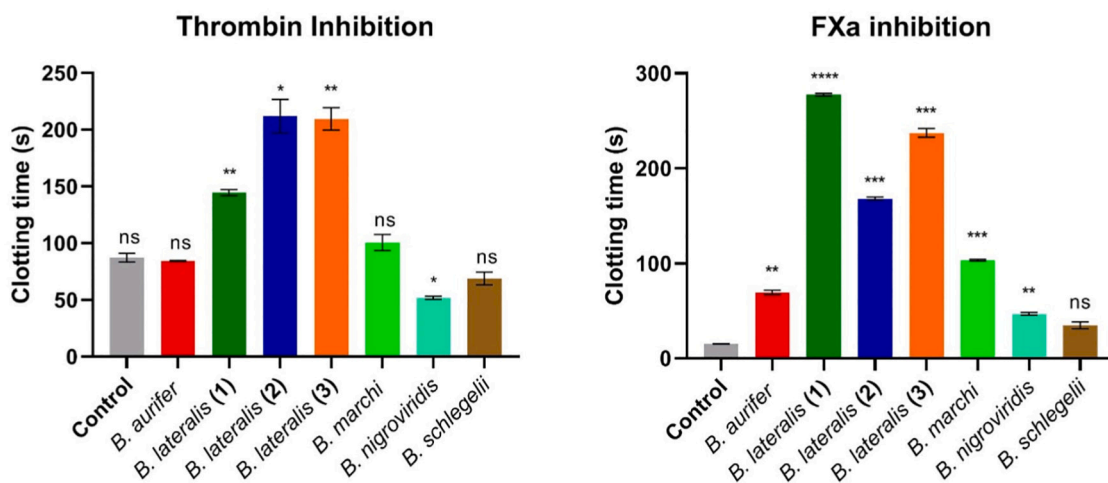 Thrombin Inhibition
Clotting time (s)
250
200
150
100
50
0
ns
ns
**
*
**
ns
*
ns
Control
B. aurifer
B. lateralis (1)
B. lateralis (2)
B. lateralis (3)
B. marchi
B. nigroviridis
B. schlegelii
FXa inhibition
Clotting time (s)
300
200
100
0
**
****
***
***
***
**
ns
Control
B. aurifer
B. lateralis (1)
B. lateralis (2)
B. lateralis (3)
B. marchi
B. nigroviridis
B. schlegelii